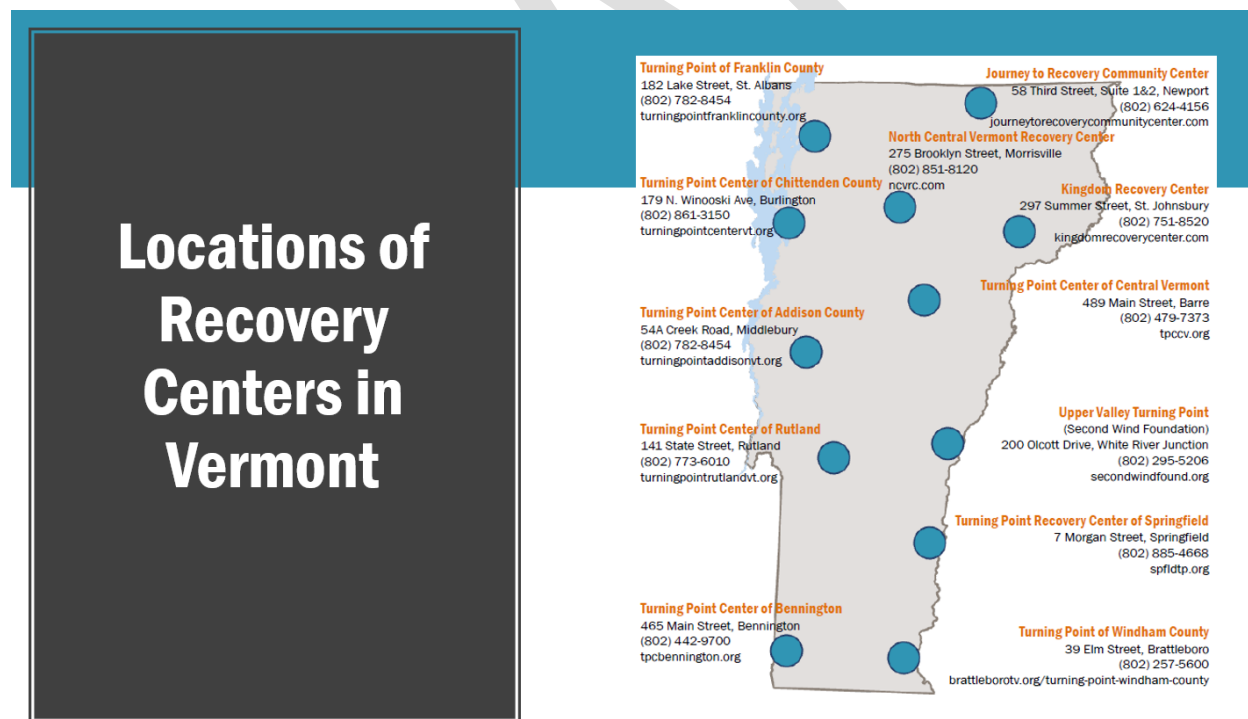 Locations of
Recovery
Centers in
Vermont
Turning Point of Franklin County
182 Lake Street, St. Albans
(802) 782-8454
turningpointfranklincounty.org
Journey to Recovery Community Center
58 Third Street, Suite 1&2, Newport
(802) 624-4156
journeytorecoverycommunitycenter.com
North Central Vermont Recovery Center
275 Brooklyn Street, Morrisville
(802) 851-8120
ncvrc.com
Turning Point Center of Chittenden County
179 N. Winooski Ave, Burlington
(802) 861-3150
turningpointcentervt.org
Kingdom Recovery Center
297 Summer Street, St. Johnsbury
(802) 751-8520
kingdomrecoverycenter.com
Turning Point Center of Central Vermont
489 Main Street, Barre
(802) 479-7373
tpccv.org
Turning Point Center of Addison County
54A Creek Road, Middlebury
(802) 782-8454
turningpointaddisonvt.org
Upper Valley Turning Point
(Second Wind Foundation)
200 Olcott Drive, White River Junction
(802) 295-5206
secondwindfound.org
Turning Point Center of Rutland
141 State Street, Rutland
(802) 773-6010
turningpointrutlandvt.org
Turning Point Recovery Center of Springfield
7 Morgan Street, Springfield
(802) 885-4668
spfldtp.org
Turning Point Center of Bennington
465 Main Street, Bennington
(802) 442-9700
tpcbennington.org
Turning Point of Windham County
39 Elm Street, Brattleboro
(802) 257-5600
brattleborotv.org/turning-point-windham-county